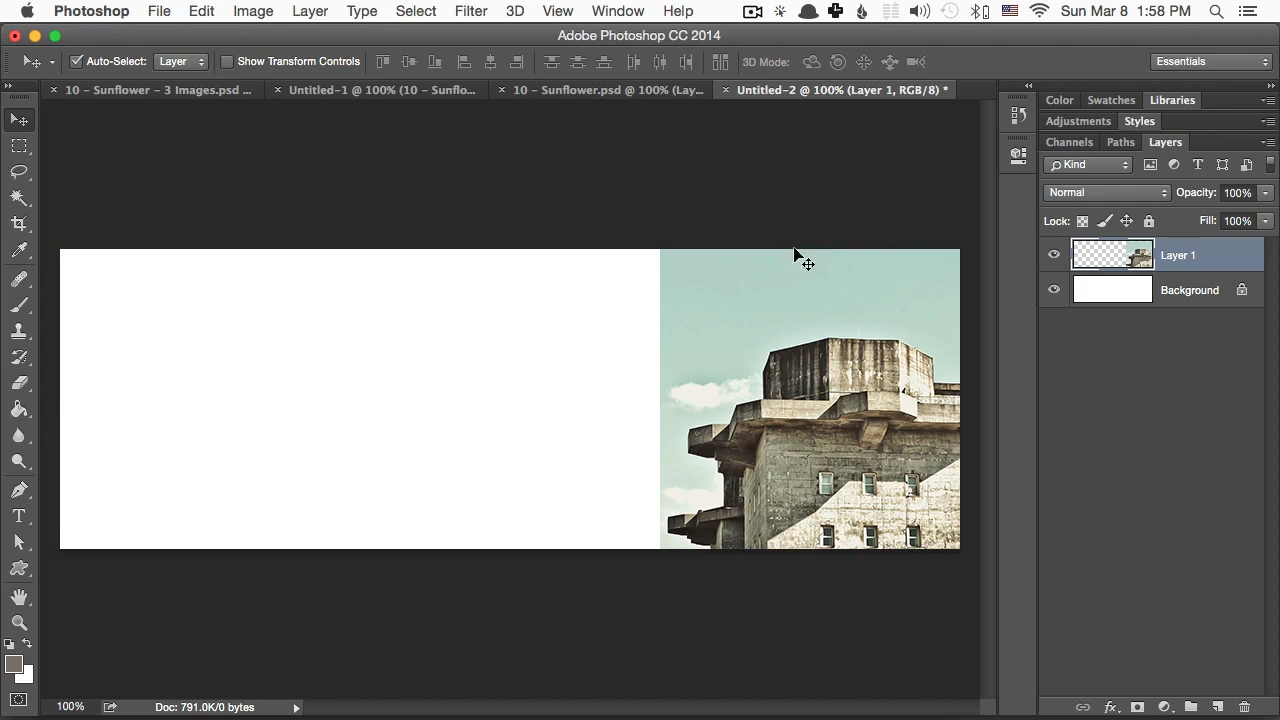 Photoshop File Edit Image Layer Type Select Filter 3D View Window Help Sun Mar 8 1:58 PM
Adobe Photoshop CC 2014
Auto-Select: Layer Show Transform Controls 3D Mode: Essentials
10 - Sunflower - 3 Images.psd ... Untitled-1 @ 100% (10 - Sunflo... 10 - Sunflower.psd @ 100% (Lay... Untitled-2 @ 100% (Layer 1, RGB/8) *
Color Swatches Libraries
Adjustments Styles
Channels Paths Layers
Kind
Normal Opacity: 100%
Lock: Fill: 100%
Layer 1
Background
100% Doc: 791.0K/0 bytes